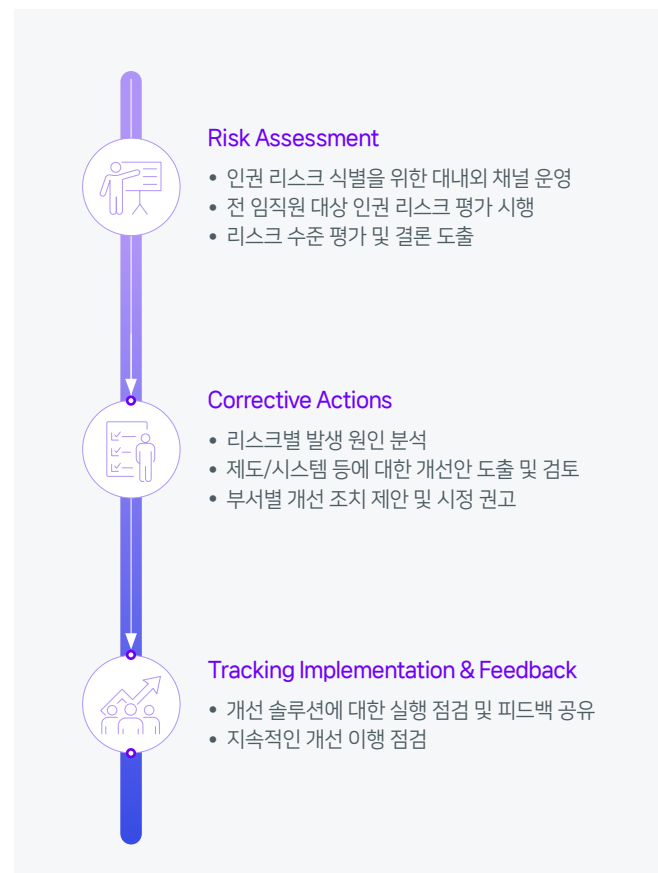 Risk Assessment
• 인권 리스크 식별을 위한 대내외 채널 운영
• 전 임직원 대상 인권 리스크 평가 시행
• 리스크 수준 평가 및 결론 도출
Corrective Actions
• 리스크별 발생 원인 분석
• 제도/시스템 등에 대한 개선안 도출 및 검토
• 부서별 개선 조치 제안 및 시정 권고
Tracking Implementation & Feedback
• 개선 솔루션에 대한 실행 점검 및 피드백 공유
• 지속적인 개선 이행 점검